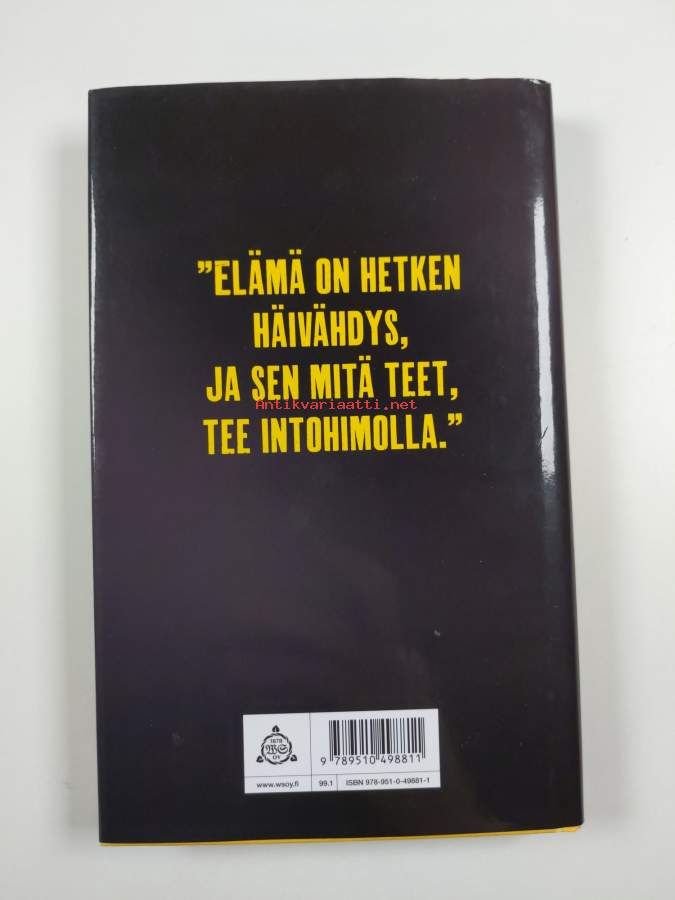 ”ELÄMÄ ON HETKEN
HÄIVÄHDYS,
JA SEN MITÄ TEET,
Antikvariaatti.net
TEE INTOHIMOLLA.”
1878
WS
OY
9 789510 498811
www.wsoy.fi 99.1 ISBN 978-951-0-49881-1